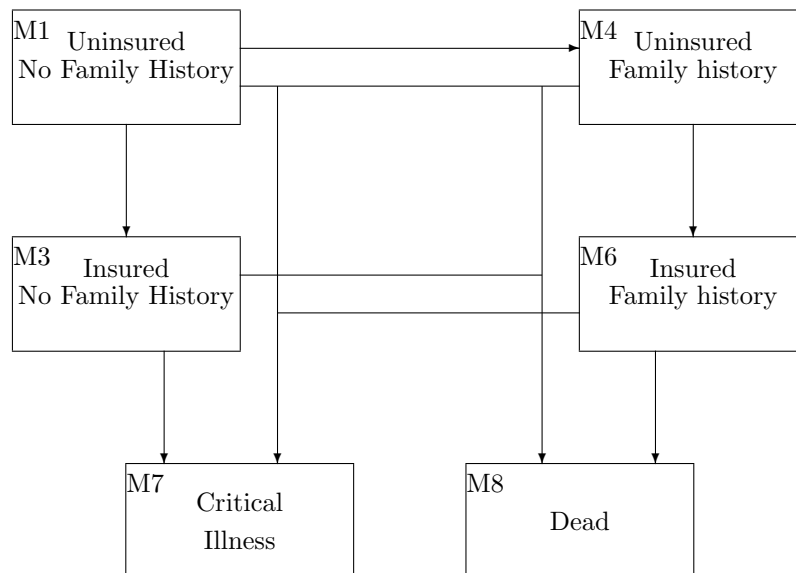 M1
Uninsured
No Family History
M4
Uninsured
Family history
M3
Insured
No Family History
M6
Insured
Family history
M7
Critical
Illness
M8
Dead